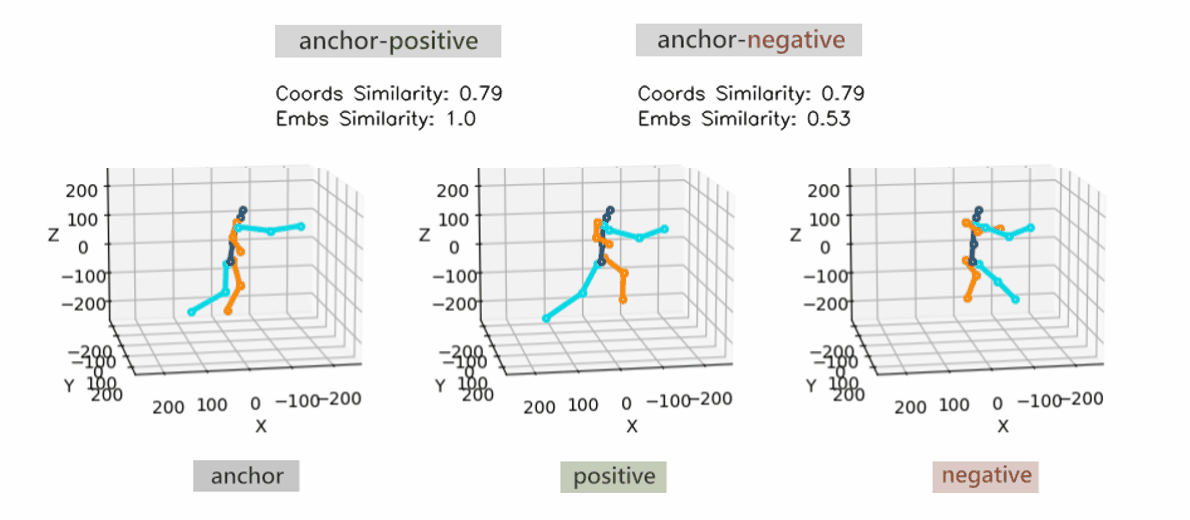 anchor-positive
anchor-negative
Coords Similarity: 0.79
Embs Similarity: 1.0
Coords Similarity: 0.79
Embs Similarity: 0.53
200
100
Z 0
−100
−200
−200
−100
0
Y 100
200
200 100 0 −100−200
X
200
100
Z 0
−100
−200
−200
−100
0
Y 100
200
200 100 0 −100−200
X
200
100
Z 0
−100
−200
−200
−100
0
Y 100
200
200 100 0 −100−200
X
anchor
positive
negative